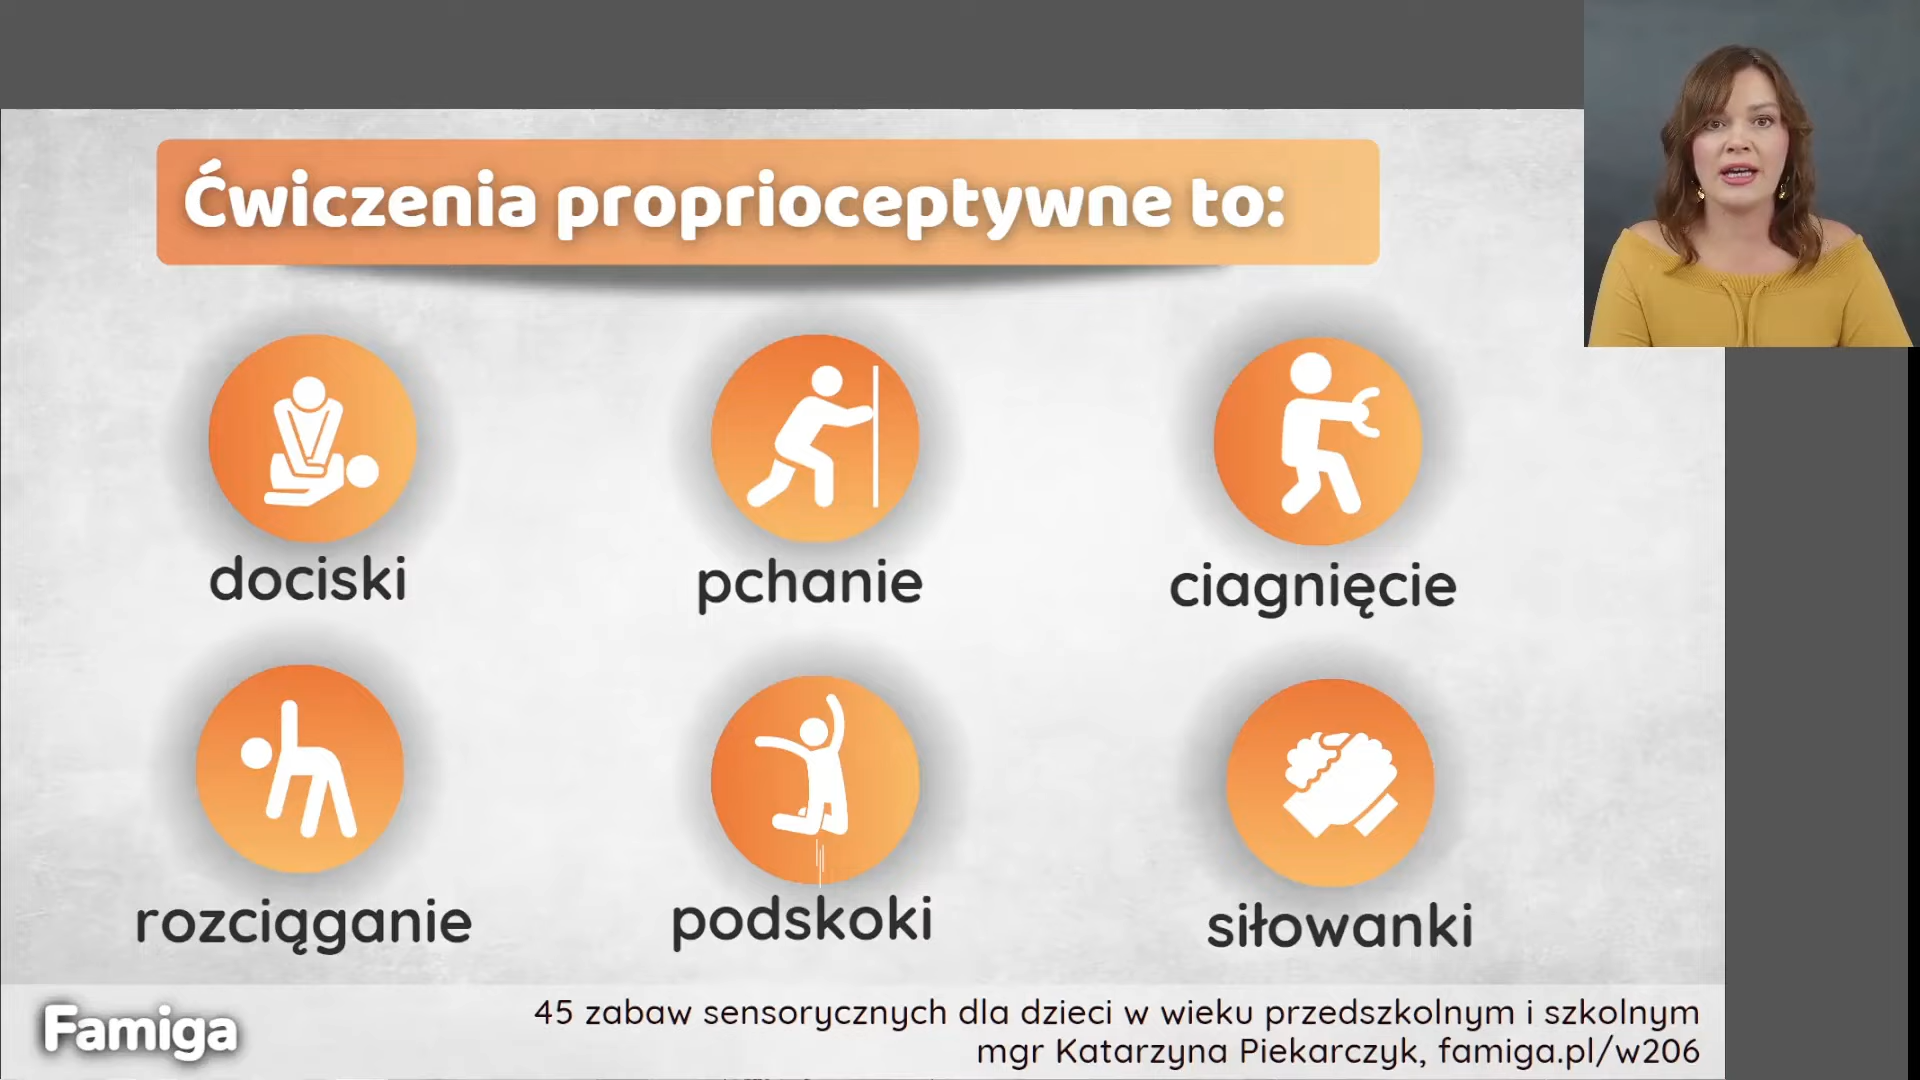 Ćwiczenia proprioceptywne to:
dociski
pchanie
ciagnięcie
rozciąganie
podskoki
siłowanki
Famiga
45 zabaw sensorycznych dla dzieci w wieku przedszkolnym i szkolnym
mgr Katarzyna Piekarczyk, famiga.pl/w206